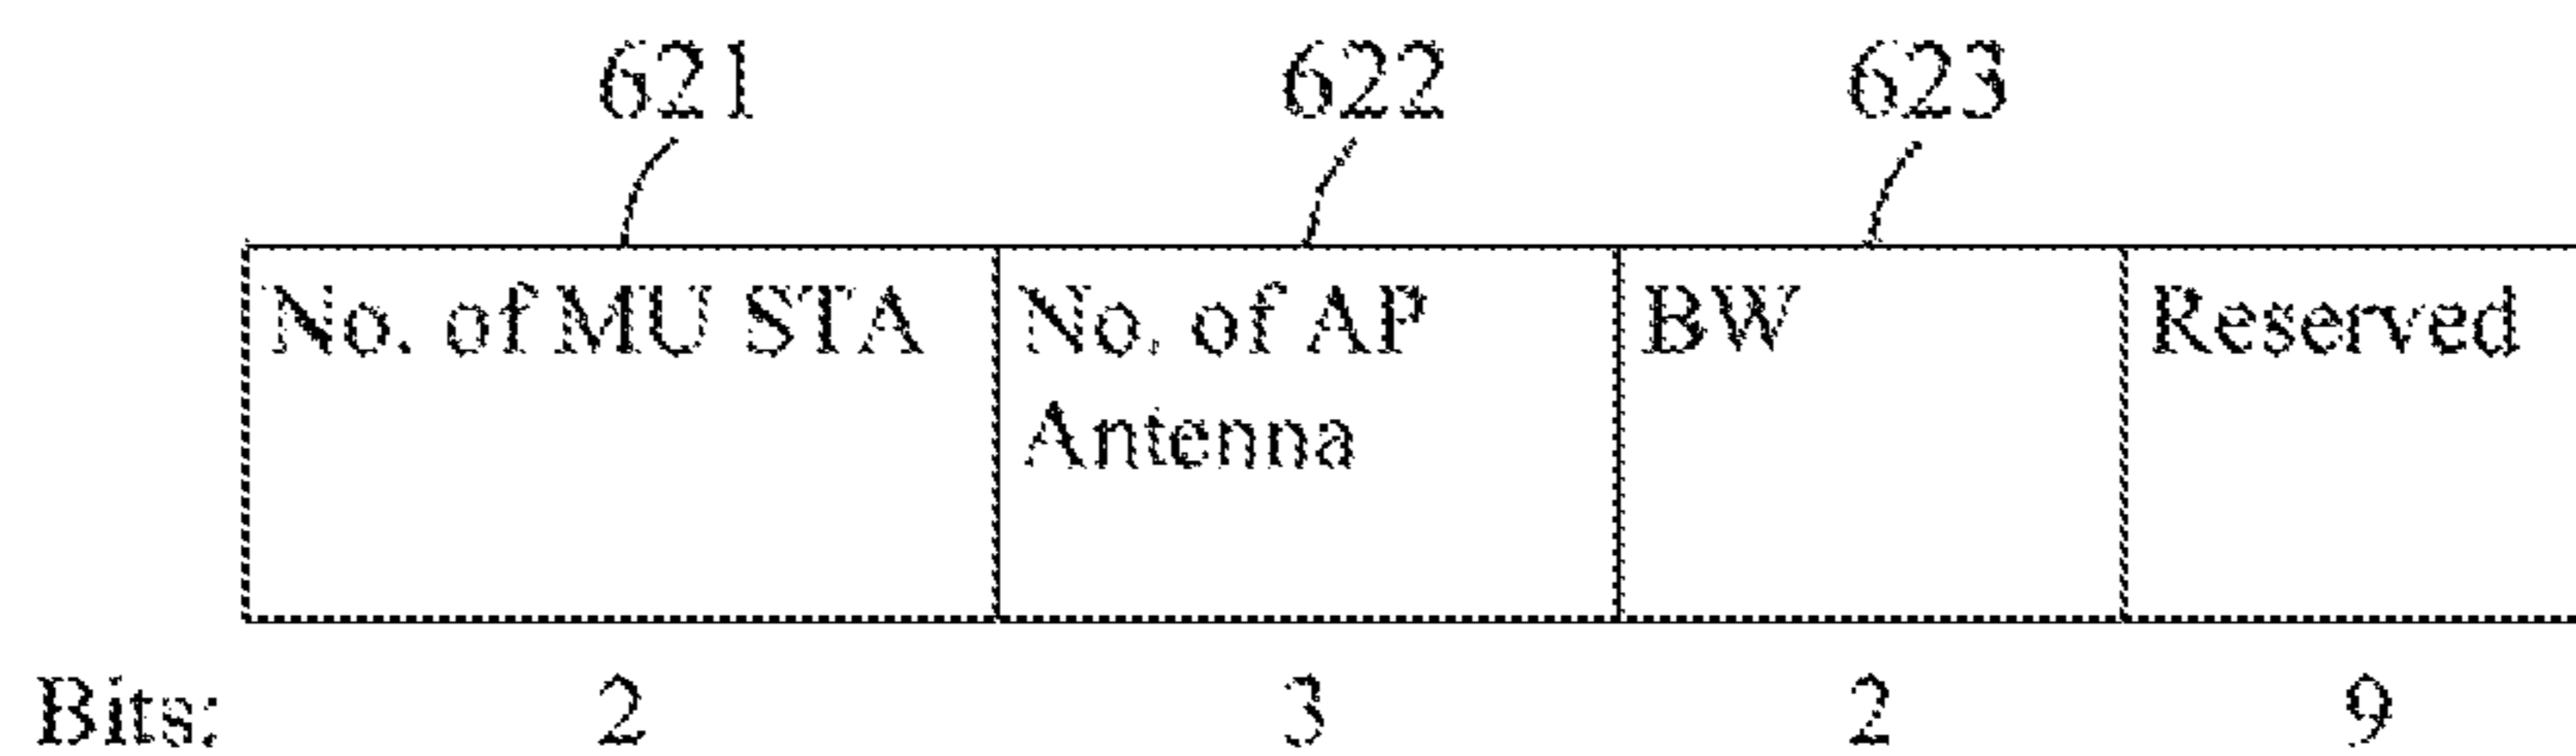 621 622 623
No. of MU STA No. of AP Antenna BW Reserved
Bits: 2 3 2 9